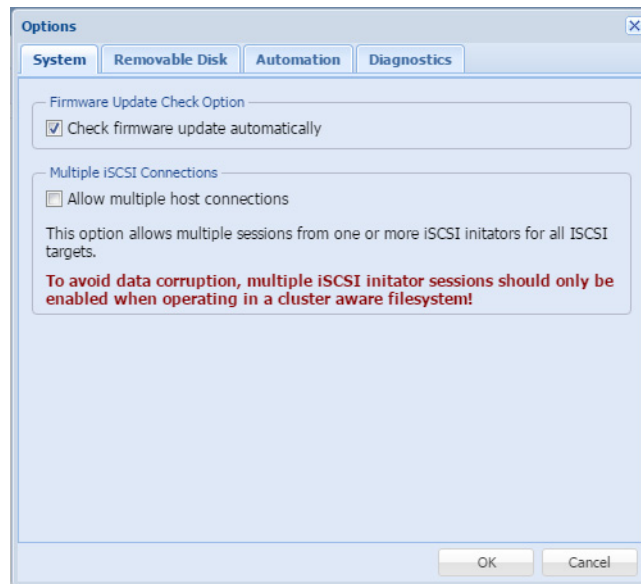 Options
System Removable Disk Automation Diagnostics
Firmware Update Check Option
Check firmware update automatically
Multiple iSCSI Connections
Allow multiple host connections
This option allows multiple sessions from one or more iSCSI initators for all ISCSI
targets.
To avoid data corruption, multiple iSCSI initator sessions should only be
enabled when operating in a cluster aware filesystem!
OK Cancel